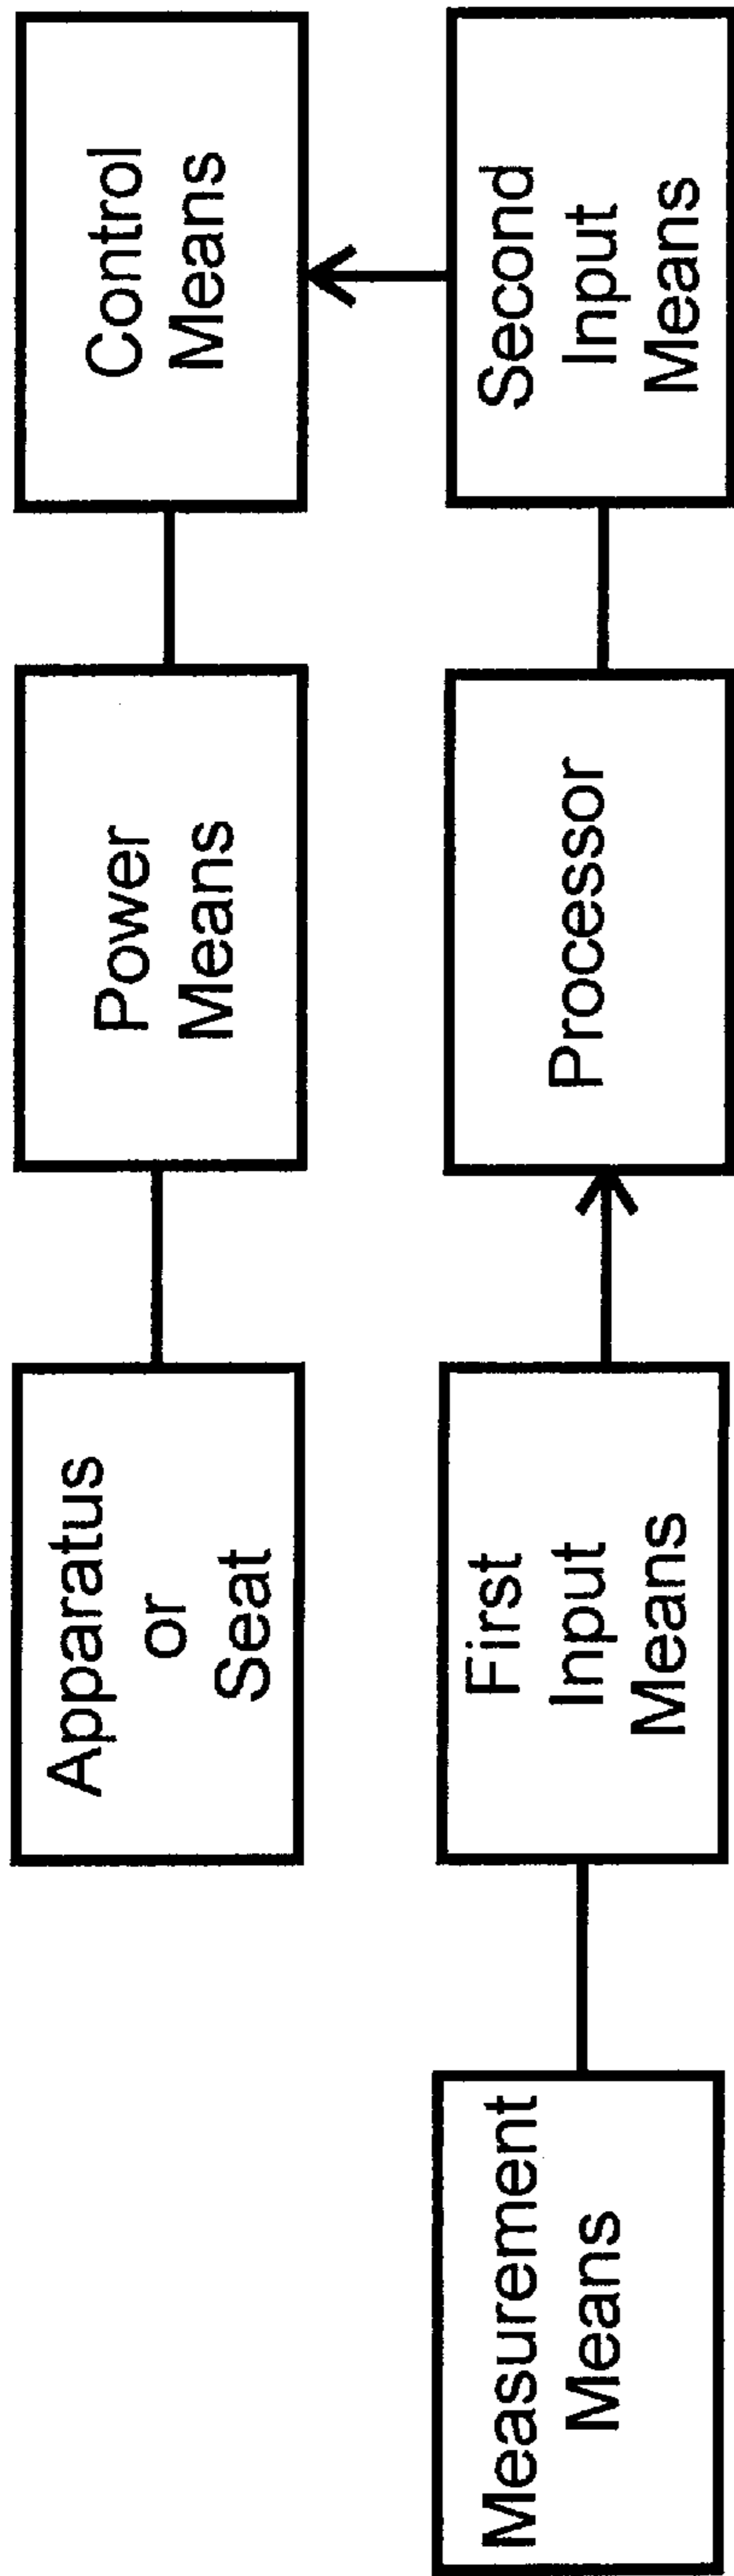 Apparatus
or
Seat
Power
Means
Control
Means
Measurement
Means
First
Input
Means
Processor
Second
Input
Means